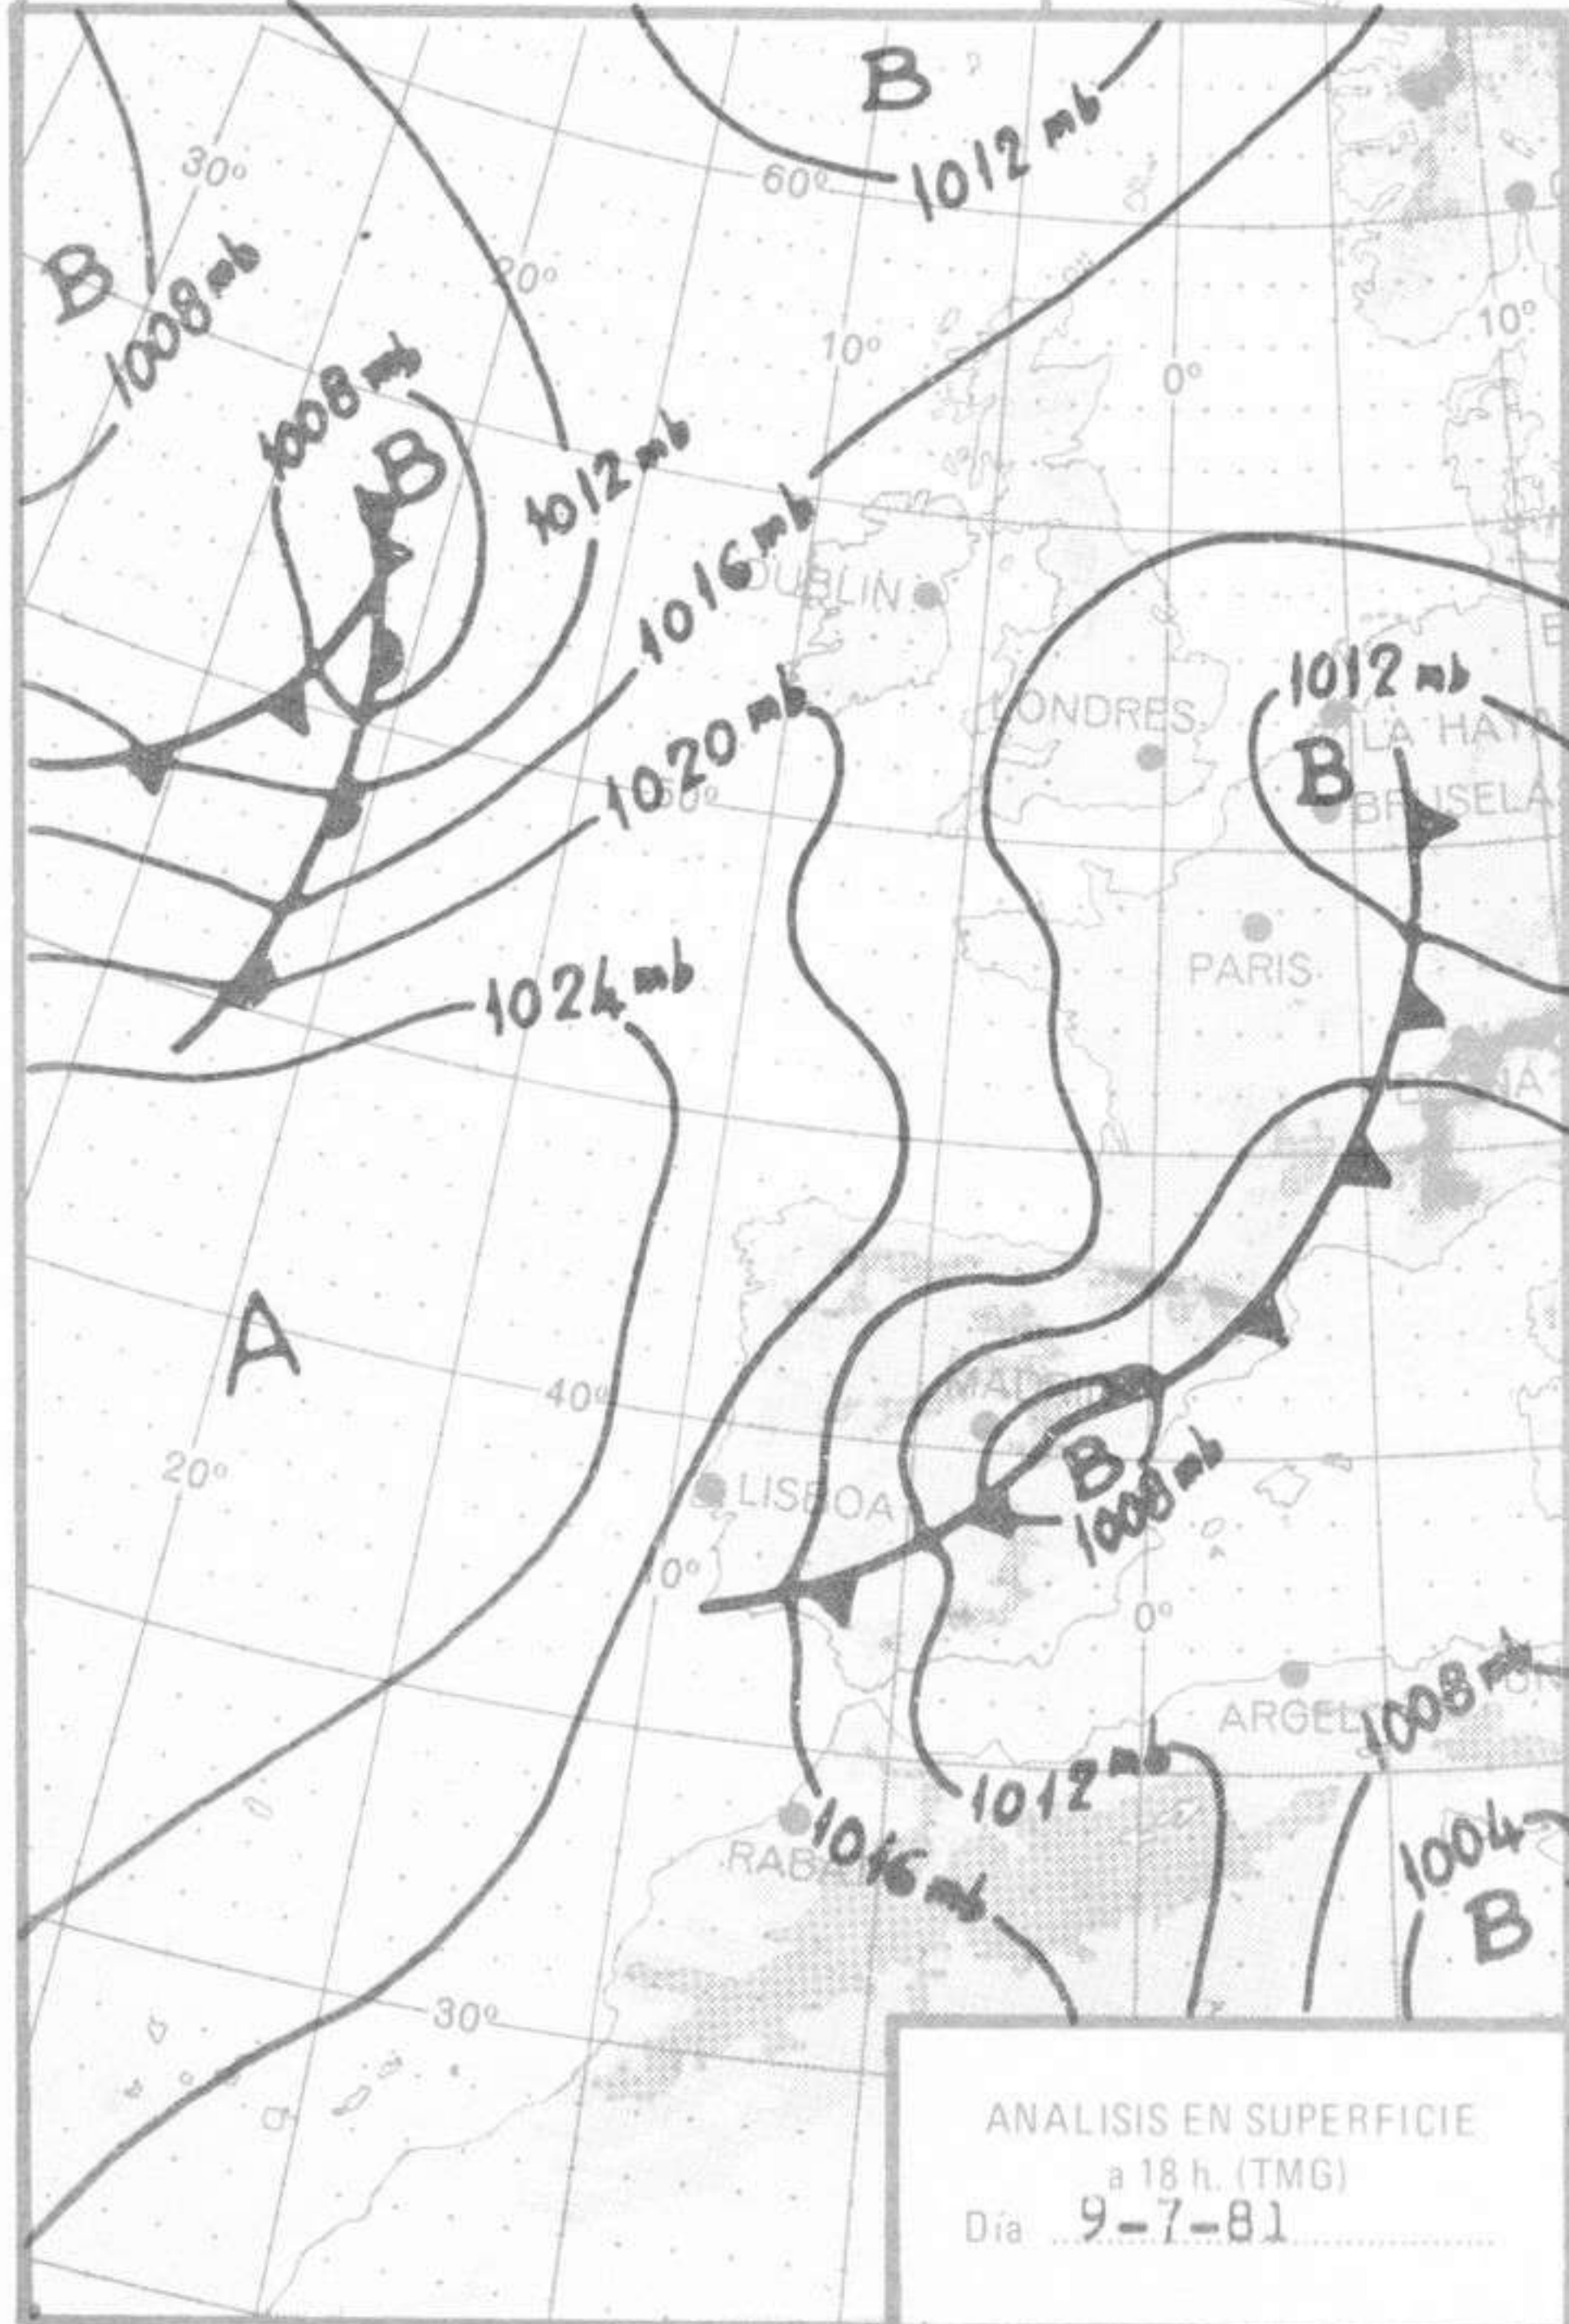 B
1012 mb
30°
60°
B
20°
1008 mb
10°
10°
0°
1008 mb
B
1012 mb
1016 mb
DUBLIN
1012 mb
1020 mb
LONDRES
LA HAYA
B
50°
BRUSELAS
PARIS
1024 mb
A
40°
MADRID
20°
LISBOA
B
1008 mb
10°
0°
1008 mb
ARGEL
1012 mb
1016 mb
RABAT
1004
B
30°
ANALISIS EN SUPERFICIE
a 18 h. (TMG)
Día 9-7-81